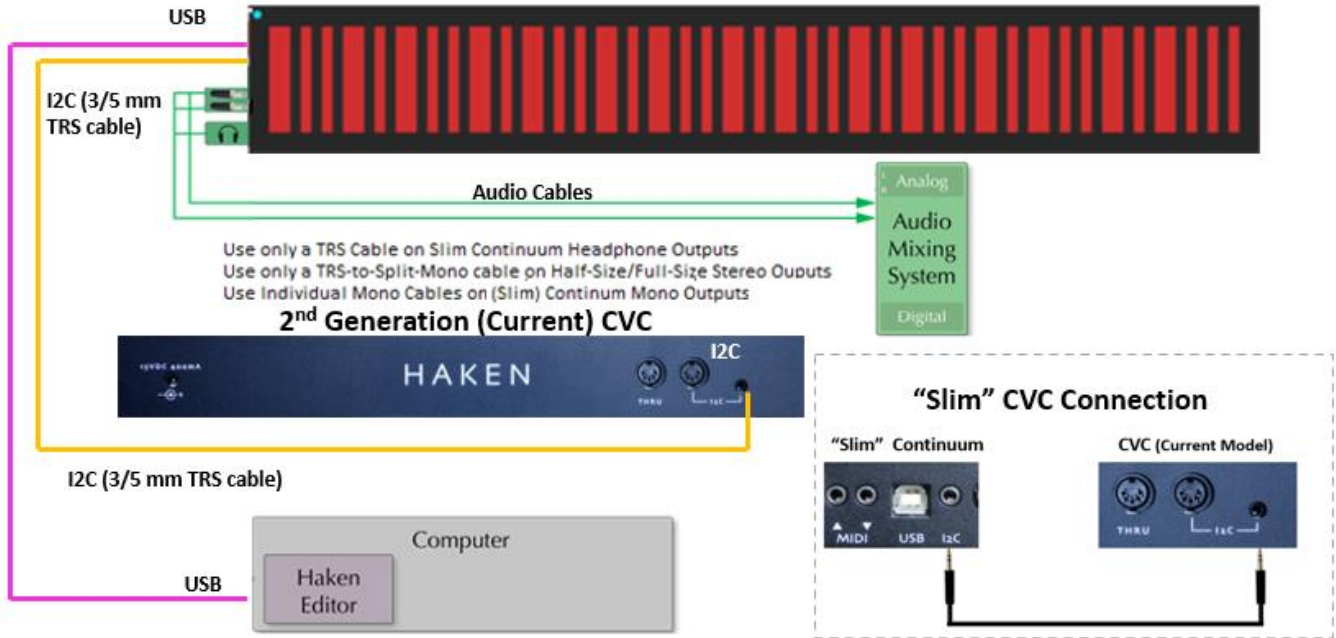 USB
I2C (3/5 mm
TRS cable)
Analog
L
R
Audio
Mixing
System
Digital
Audio Cables
Use only a TRS Cable on Slim Continuum Headphone Outputs
Use only a TRS-to-Split-Mono cable on Half-Size/Full-Size Stereo Ouputs
Use Individual Mono Cables on (Slim) Continum Mono Outputs
2nd Generation (Current) CVC
I2C
HAKEN
THRU
I2C
I2C (3/5 mm TRS cable)
Computer
Haken
Editor
USB
“Slim” CVC Connection
“Slim” Continuum
CVC (Current Model)
MIDI USB I2C
THRU I2C